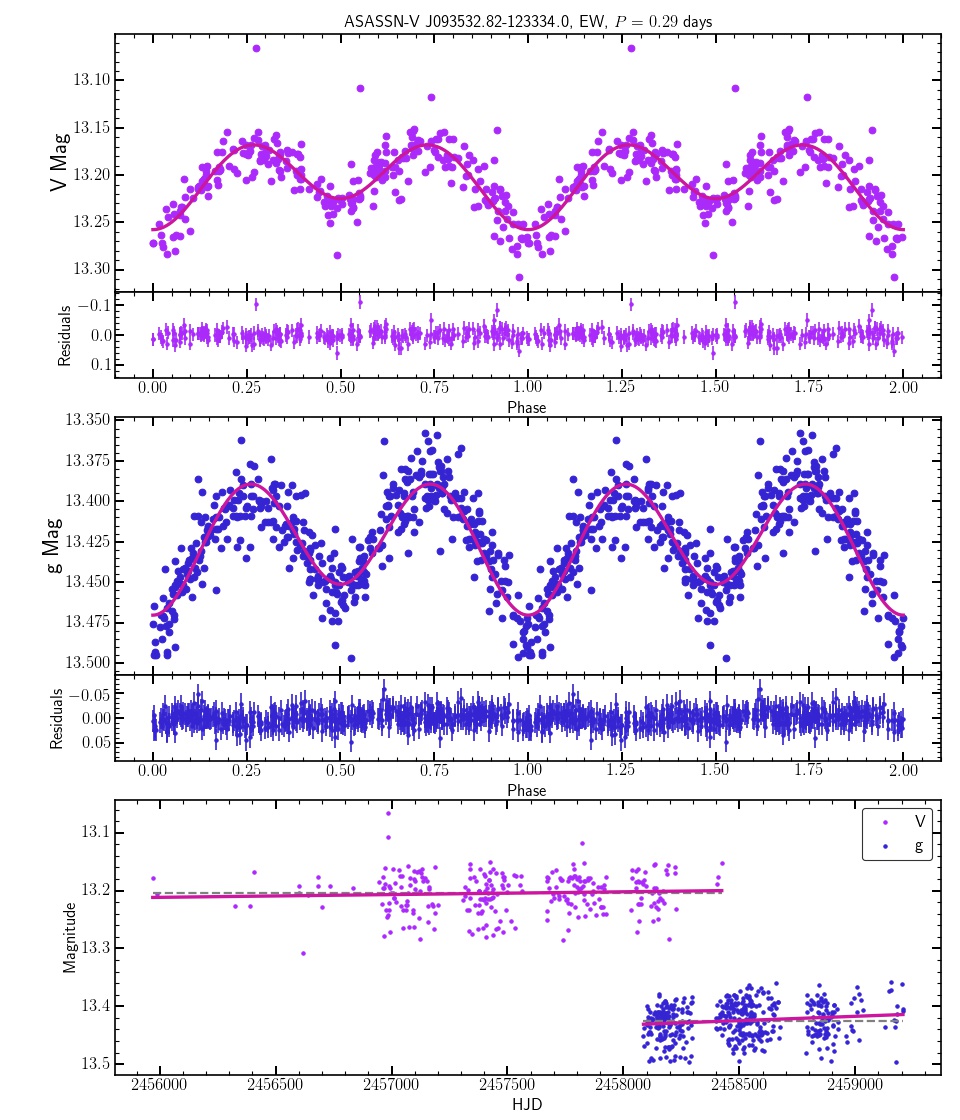 ASASSN-V J093532.82-123334.0, EW, P = 0.29 days
V Mag
13.10
13.15
13.20
13.25
13.30
Residuals
−0.1
0.0
0.1
0.00 0.25 0.50 0.75 1.00 1.25 1.50 1.75 2.00
Phase
g Mag
13.350
13.375
13.400
13.425
13.450
13.475
13.500
Residuals
−0.05
0.00
0.05
0.00 0.25 0.50 0.75 1.00 1.25 1.50 1.75 2.00
Phase
V
g
Magnitude
13.1
13.2
13.3
13.4
13.5
2456000 2456500 2457000 2457500 2458000 2458500 2459000
HJD